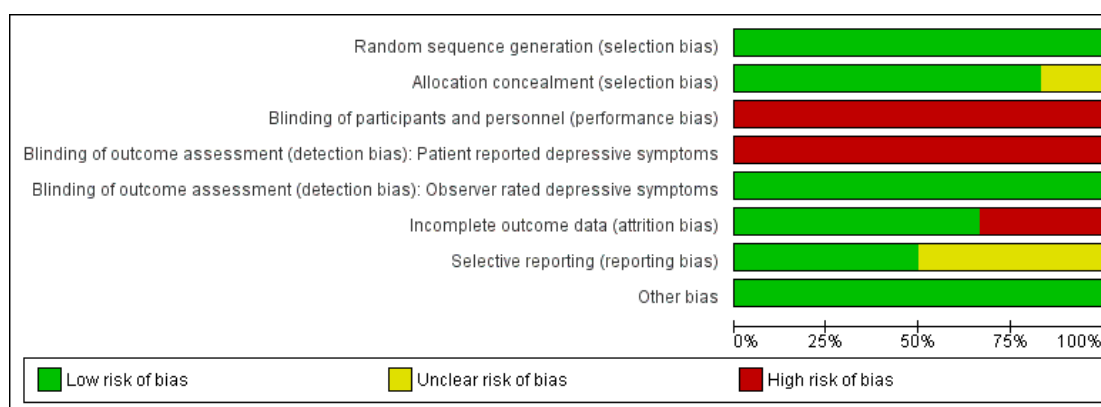 Random sequence generation (selection bias)
Allocation concealment (selection bias)
Blinding of participants and personnel (performance bias)
Blinding of outcome assessment (detection bias): Patient reported depressive symptoms
Blinding of outcome assessment (detection bias): Observer rated depressive symptoms
Incomplete outcome data (attrition bias)
Selective reporting (reporting bias)
Other bias
0% 25% 50% 75% 100%
Low risk of bias Unclear risk of bias High risk of bias